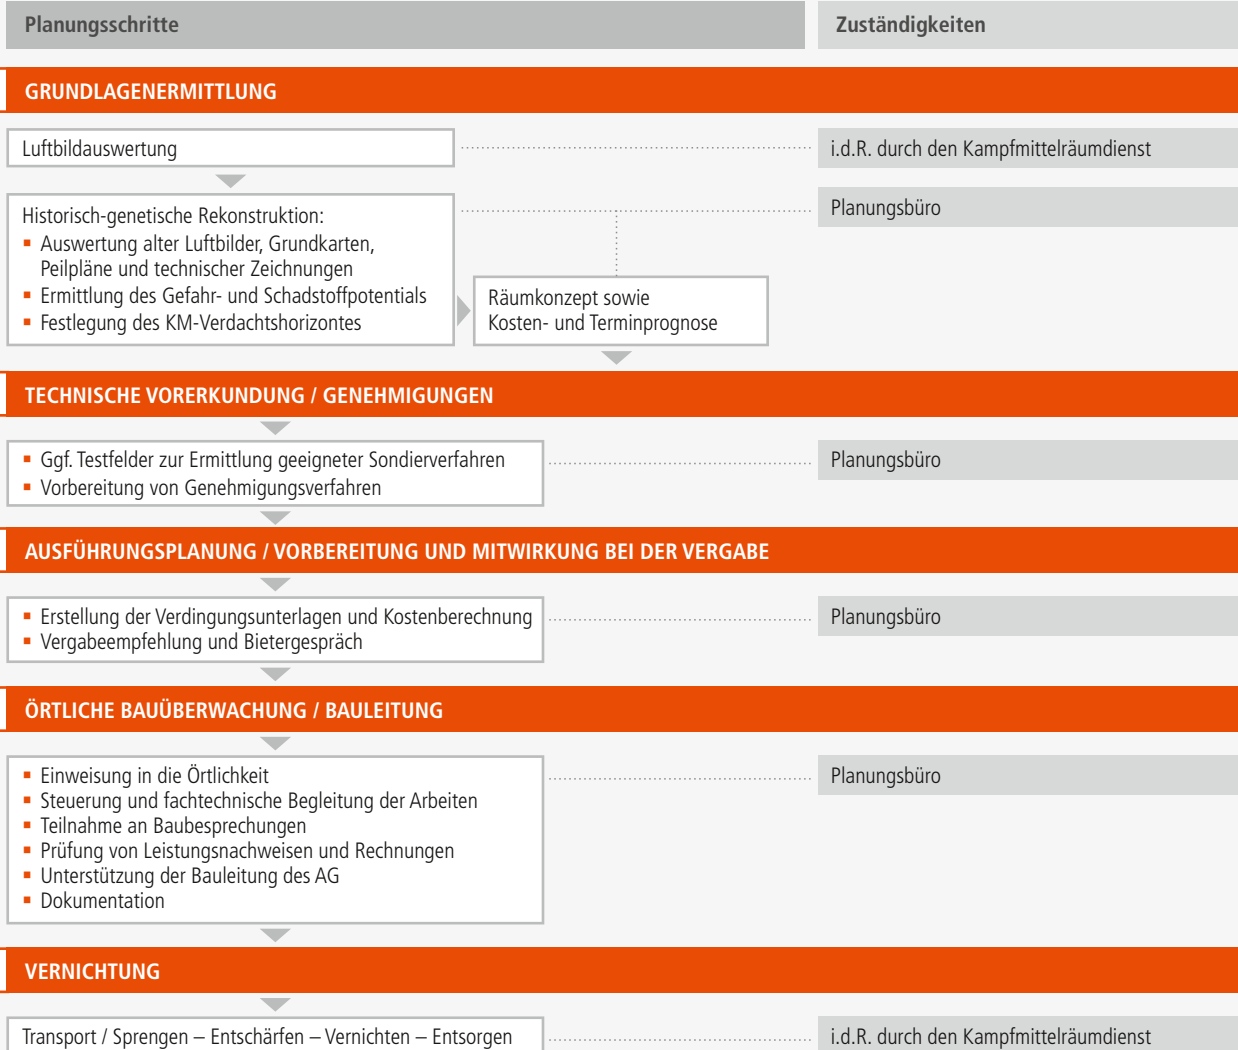 Planungsschritte
Zuständigkeiten
GRUNDLAGENERMITTLUNG
Luftbildauswertung
i.d.R. durch den Kampfmittelräumdienst
Historisch-genetische Rekonstruktion:
▪ Auswertung alter Luftbilder, Grundkarten,
Peilpläne und technischer Zeichnungen
▪ Ermittlung des Gefahr- und Schadstoffpotentials
▪ Festlegung des KM-Verdachtshorizontes
Planungsbüro
Räumkonzept sowie
Kosten- und Terminprognose
TECHNISCHE VORERKUNDUNG / GENEHMIGUNGEN
▪ Ggf. Testfelder zur Ermittlung geeigneter Sondierverfahren
▪ Vorbereitung von Genehmigungsverfahren
Planungsbüro
AUSFÜHRUNGSPLANUNG / VORBEREITUNG UND MITWIRKUNG BEI DER VERGABE
▪ Erstellung der Verdingungsunterlagen und Kostenberechnung
▪ Vergabeempfehlung und Bietergespräch
Planungsbüro
ÖRTLICHE BAUÜBERWACHUNG / BAULEITUNG
▪ Einweisung in die Örtlichkeit
▪ Steuerung und fachtechnische Begleitung der Arbeiten
▪ Teilnahme an Baubesprechungen
▪ Prüfung von Leistungsnachweisen und Rechnungen
▪ Unterstützung der Bauleitung des AG
▪ Dokumentation
Planungsbüro
VERNICHTUNG
Transport / Sprengen – Entschärfen – Vernichten – Entsorgen
i.d.R. durch den Kampfmittelräumdienst